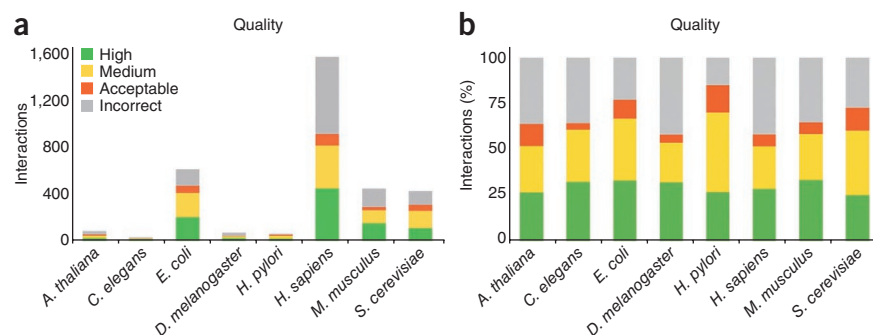 a
Quality
Interactions
1,600
1,200
800
400
0
High
Medium
Acceptable
Incorrect
A. thaliana
C. elegans
E. coli
D. melanogaster
H. pylori
H. sapiens
M. musculus
S. cerevisiae
b
Quality
Interactions (%)
100
75
50
25
0
A. thaliana
C. elegans
E. coli
D. melanogaster
H. pylori
H. sapiens
M. musculus
S. cerevisiae